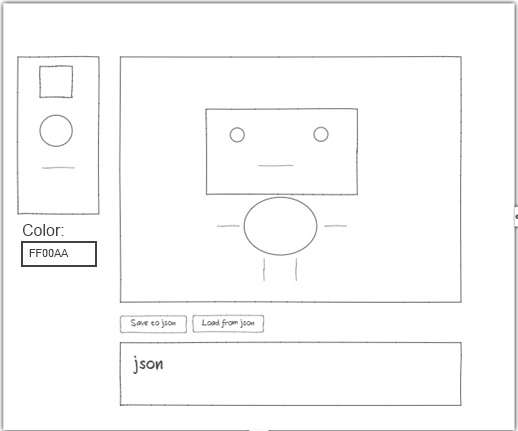 Color:
FF00AA
Save to json
Load from json
json